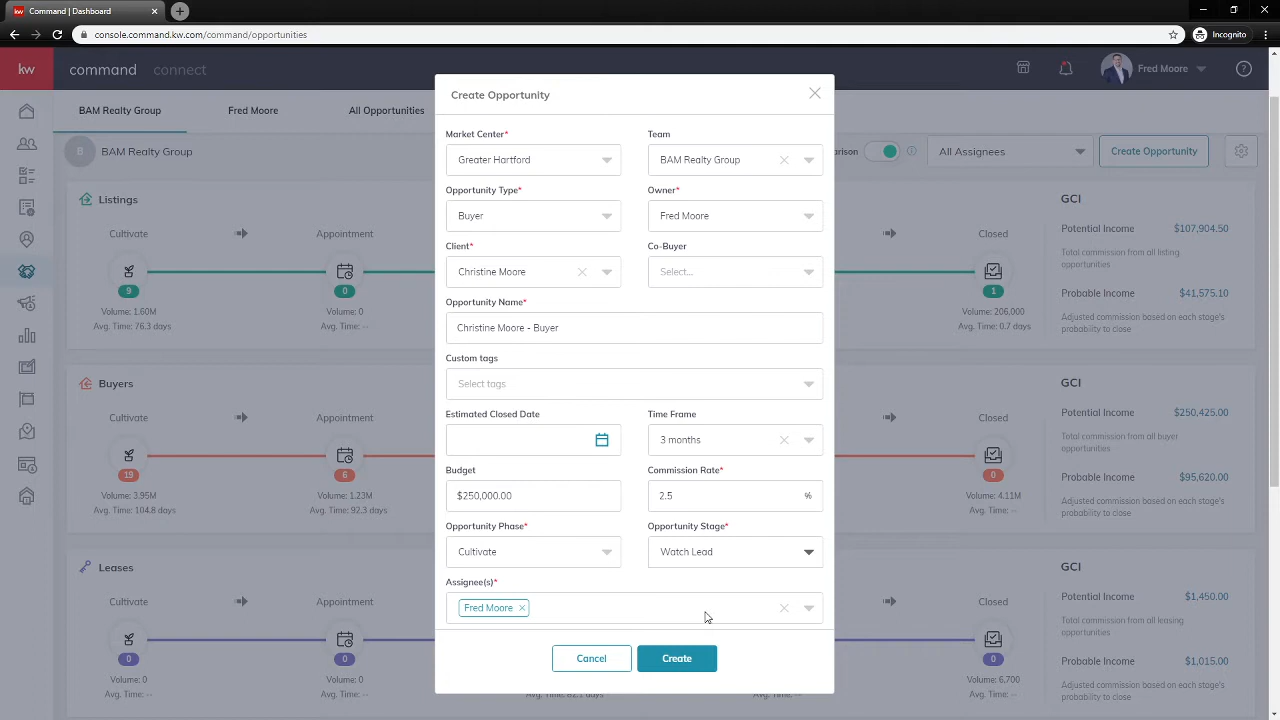 Command | Dashboard
console.command.kw.com/command/opportunities
Incognito
kw
command
connect
Fred Moore
BAM Realty Group
Fred Moore
All Opportunities
B
BAM Realty Group
All Assignees
Create Opportunity
Create Opportunity
Market Center*
Team
Greater Hartford
BAM Realty Group
Opportunity Type*
Owner*
Buyer
Fred Moore
Client*
Co-Buyer
Christine Moore
Select...
Opportunity Name*
Christine Moore - Buyer
Custom tags
Select tags
Estimated Closed Date
Time Frame
3 months
Budget
Commission Rate*
$250,000.00
2.5
%
Opportunity Phase*
Opportunity Stage*
Cultivate
Watch Lead
Assignee(s)*
Fred Moore
Cancel
Create
Listings
Cultivate
Appointment
Closed
9
0
1
Volume: 1.60M
Volume: 0
Volume: 206,000
Avg. Time: 76.3 days
Avg. Time: --
Avg. Time: 0.7 days
GCI
Potential Income
$107,904.50
Total commission from all listing
opportunities
Probable Income
$41,575.10
Adjusted commission based on each stage's
probability to close
Buyers
Cultivate
Appointment
Closed
19
6
0
Volume: 3.95M
Volume: 1.23M
Volume: 4.11M
Avg. Time: 104.8 days
Avg. Time: 92.3 days
Avg. Time: --
GCI
Potential Income
$250,425.00
Total commission from all buyer
opportunities
Probable Income
$95,620.00
Adjusted commission based on each stage's
probability to close
Leases
Cultivate
Appointment
Closed
0
0
0
Volume: 0
Volume: 0
Volume: 6,700
Avg. Time: --
Avg. Time: --
Avg. Time: --
GCI
Potential Income
$1,450.00
Total commission from all leasing
opportunities
Probable Income
$1,015.00
Adjusted commission based on each stage's
probability to close